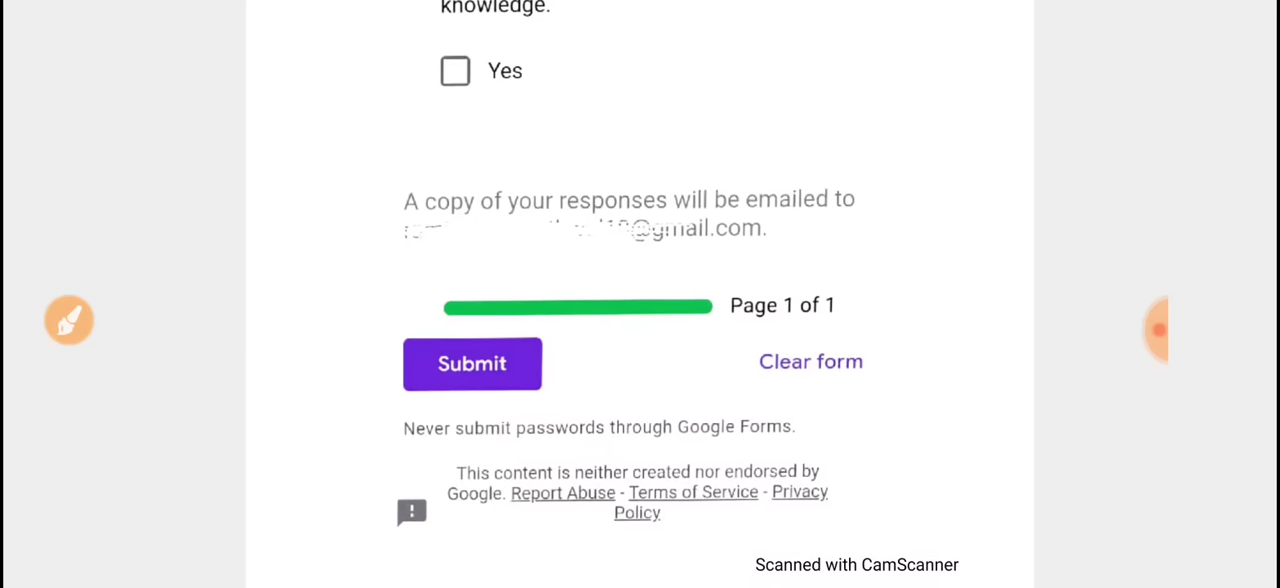 knowledge.
Yes
A copy of your responses will be emailed to
@gmail.com.
Page 1 of 1
Submit
Clear form
Never submit passwords through Google Forms.
This content is neither created nor endorsed by
Google. Report Abuse - Terms of Service - Privacy
Policy
!
Scanned with CamScanner